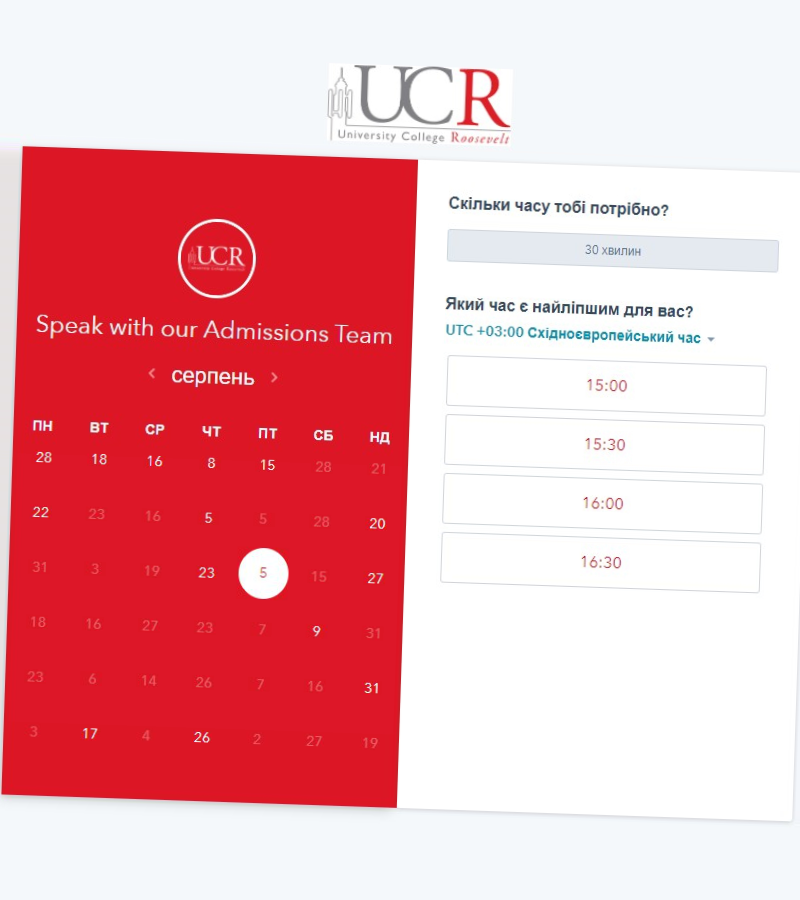 UCR
University College Roosevelt
UCR
Speak with our Admissions Team
серпень
ПН ВТ СР ЧТ ПТ СБ НД
28 18 16 8 15 28 21
22 23 16 5 5 28 20
31 3 19 23 5 15 27
18 16 27 23 7 9 31
23 6 14 26 7 16 31
3 17 4 26 2 27 19
Скільки часу тобі потрібно?
30 хвилин
Який час є найліпшим для вас?
UTC +03:00 Східноєвропейський час
15:00
15:30
16:00
16:30